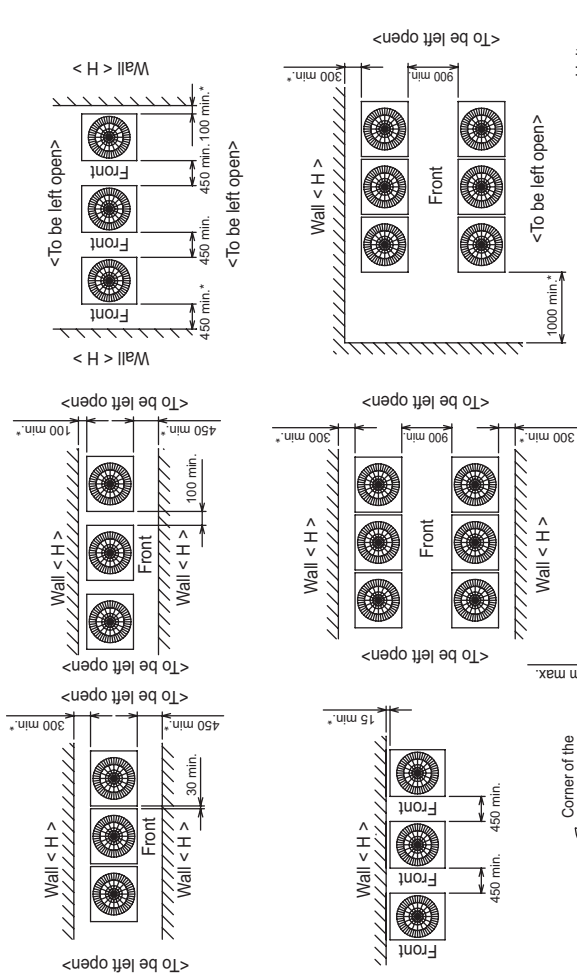 Wall < H >
<To be left open>
450 min.*
450 min.
450 min.
100 min.*
Front
Front
Front
<To be left open>
Wall < H >
<To be left open>
300 min.*
900 min.
Wall < H >
Front
<To be left open>
1000 min.*
<To be left open>
100 min.*
450 min.*
Wall < H >
100 min.
Front
Wall < H >
<To be left open>
<To be left open>
300 min.*
900 min.
300 min.*
Wall < H >
Front
Wall < H >
<To be left open>
<To be left open>
300 min.*
450 min.*
Wall < H >
30 min.
Front
Wall < H >
<To be left open>
15 min.*
Wall < H >
Front
Front
Front
450 min.
450 min.
max.
Corner of the